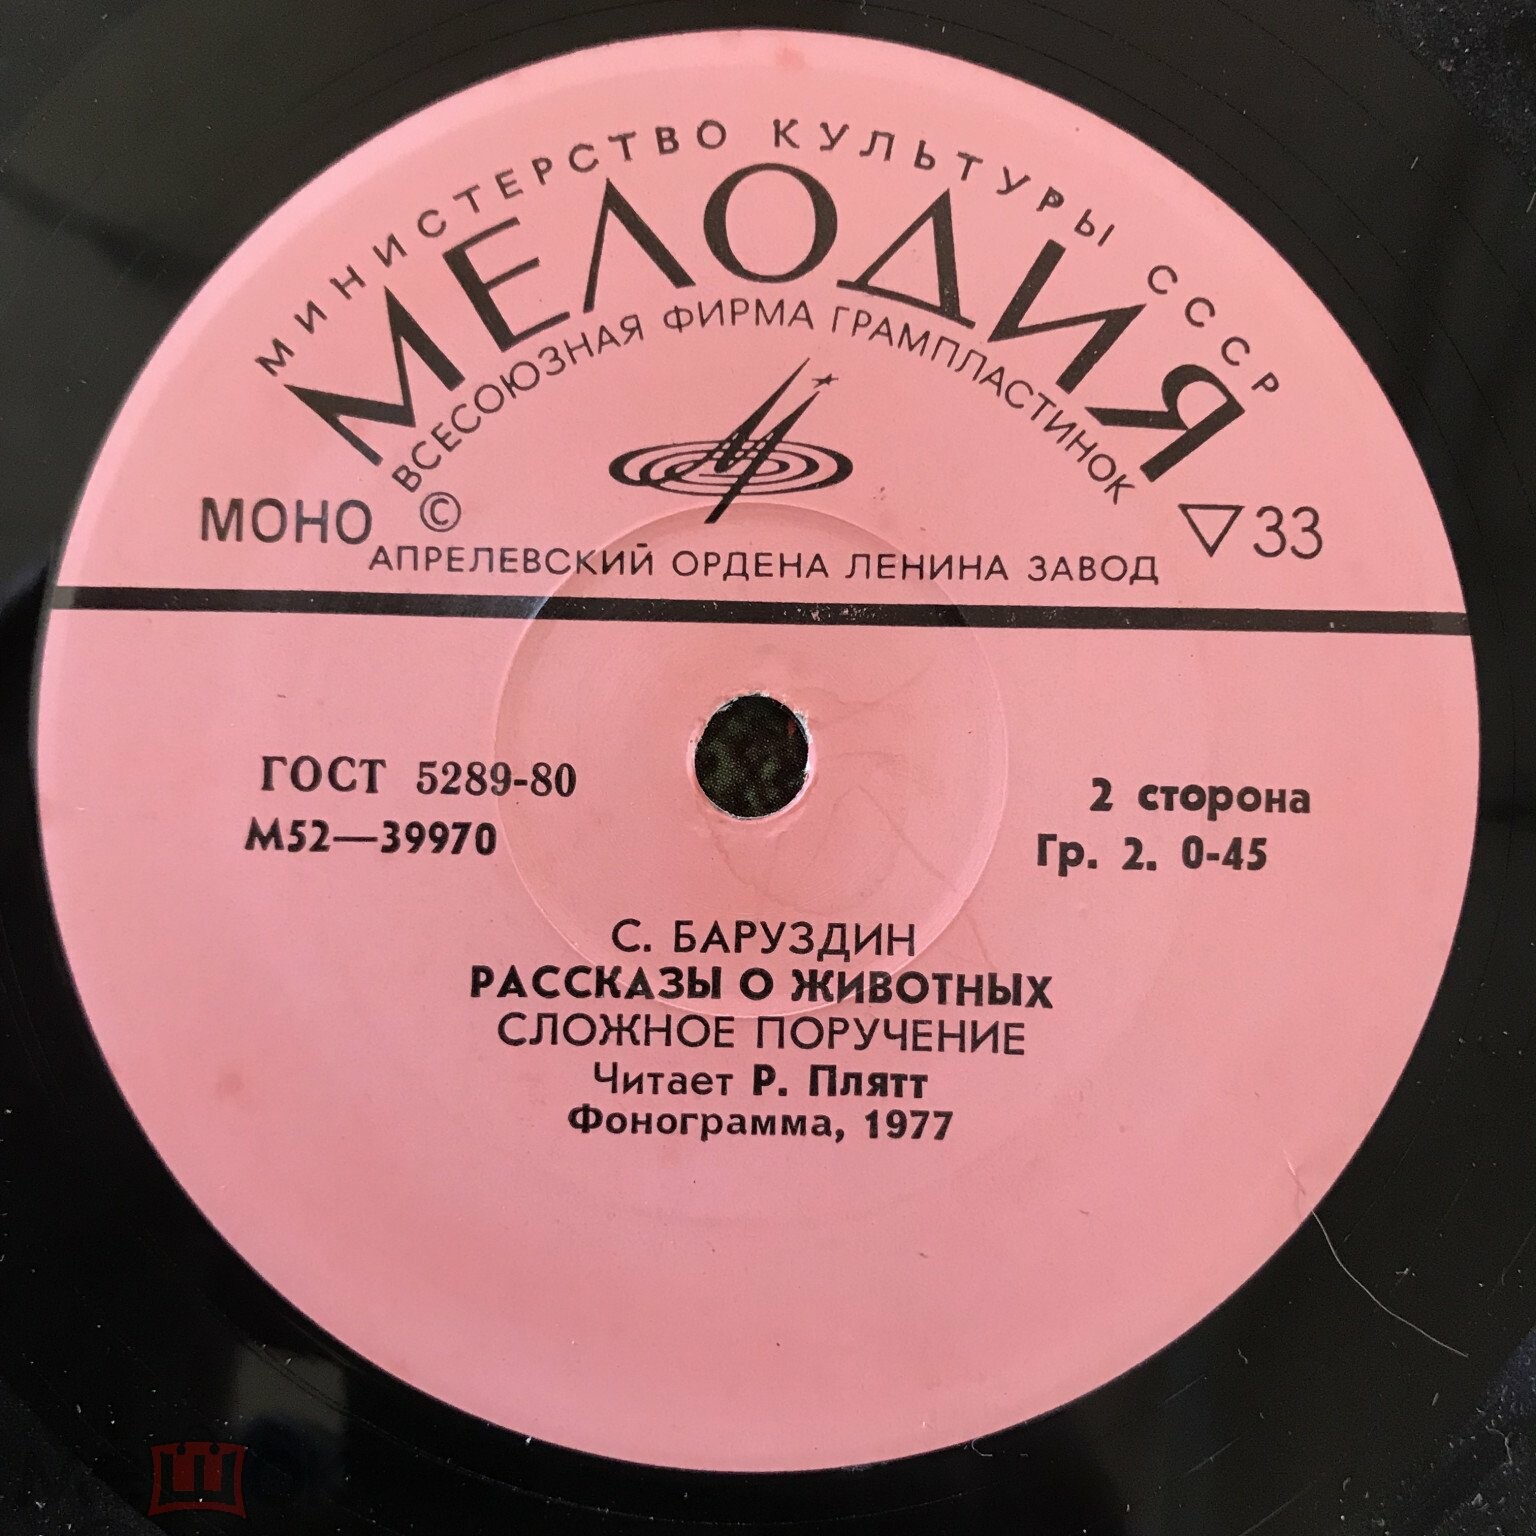 МИНИСТЕРСТВО КУЛЬТУРЫ СССР
МЕЛОДИЯ
ВСЕСОЮЗНАЯ ФИРМА ГРАМПЛАСТИНОК
МОНО © ▽33
АПРЕЛЕВСКИЙ ОРДЕНА ЛЕНИНА ЗАВОД
ГОСТ 5289-80
М52—39970
2 сторона
Гр. 2. 0-45
С. БАРУЗДИН
РАССКАЗЫ О ЖИВОТНЫХ
СЛОЖНОЕ ПОРУЧЕНИЕ
Читает Р. Плятт
Фонограмма, 1977